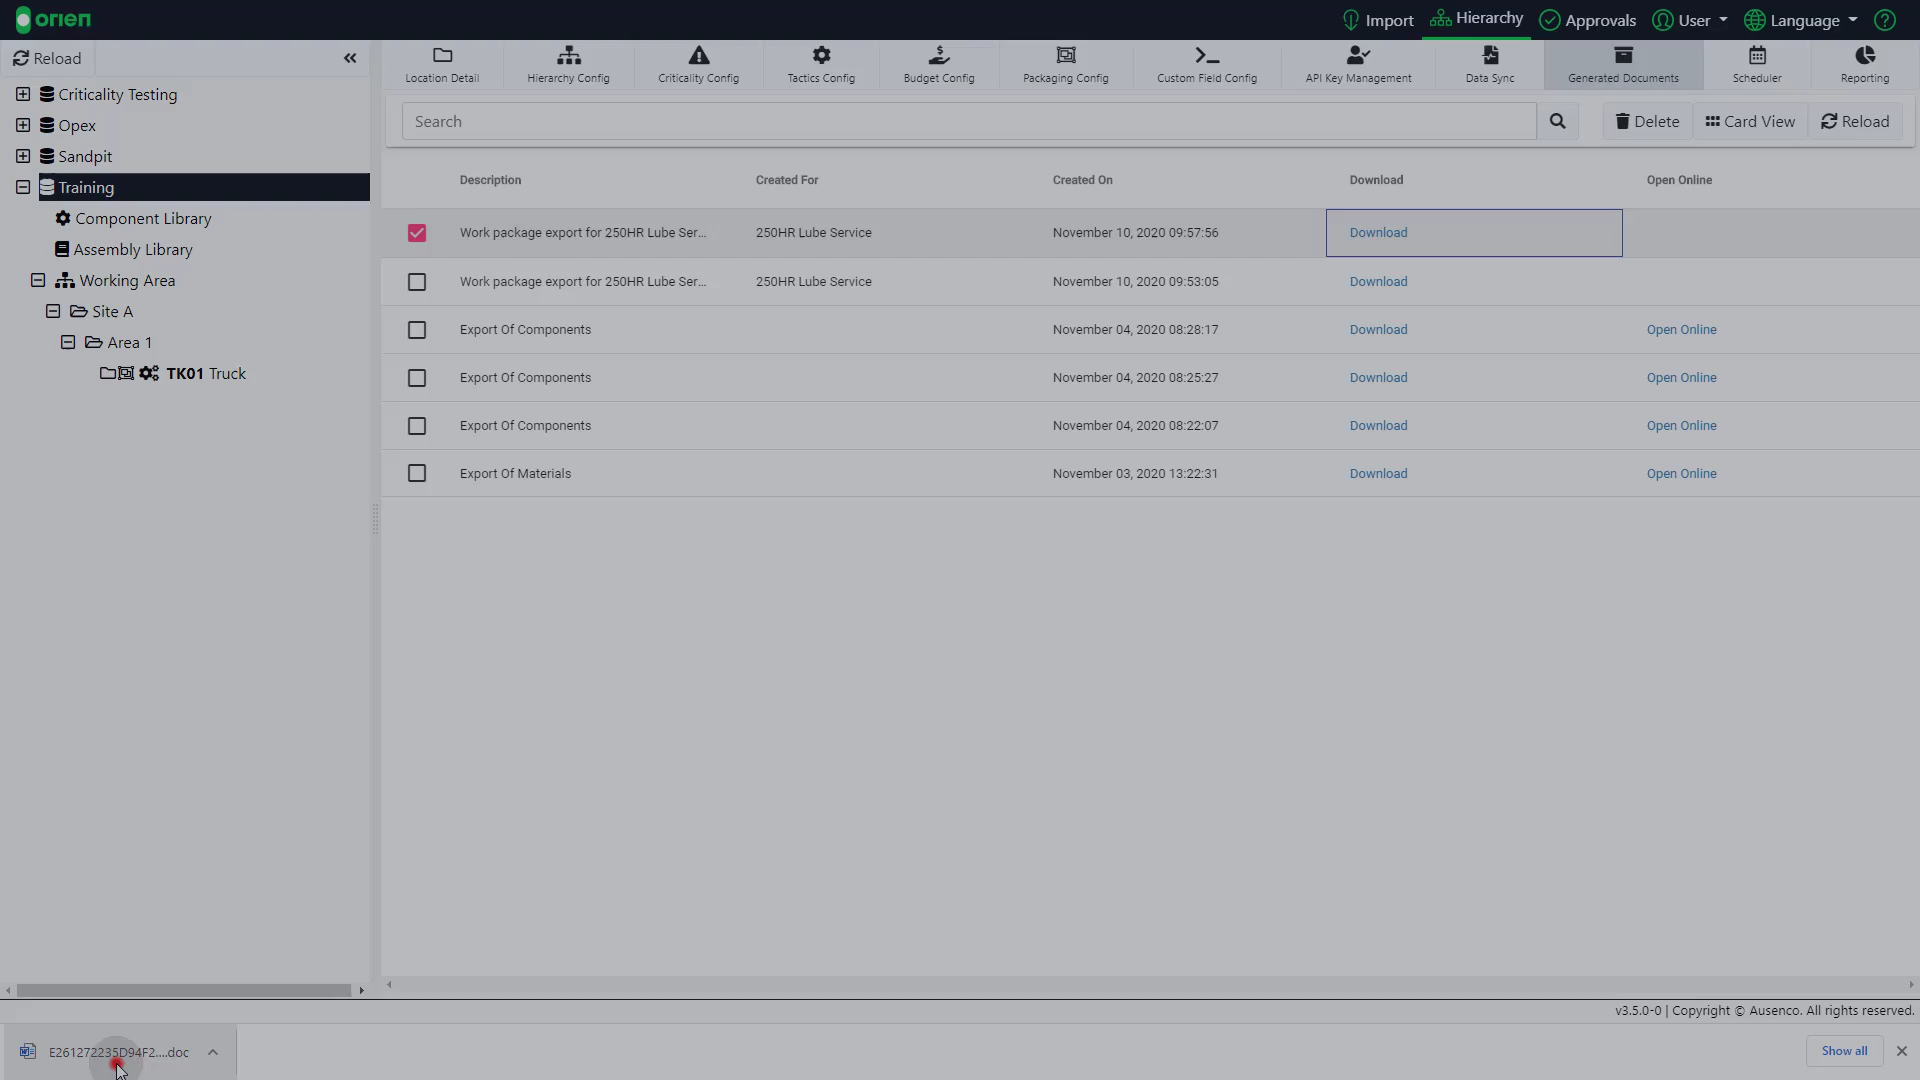 orien
Import
Hierarchy
Approvals
User
Language
Reload
Location Detail
Hierarchy Config
Criticality Config
Tactics Config
Budget Config
Packaging Config
Custom Field Config
API Key Management
Data Sync
Generated Documents
Scheduler
Reporting
Criticality Testing
Opex
Sandpit
Training
Component Library
Assembly Library
Working Area
Site A
Area 1
TK01 Truck
Search
Delete
Card View
Reload
Description Created For Created On Download Open Online
Work package export for 250HR Lube Ser... 250HR Lube Service November 10, 2020 09:57:56 Download
Work package export for 250HR Lube Ser... 250HR Lube Service November 10, 2020 09:53:05 Download
Export Of Components November 04, 2020 08:28:17 Download Open Online
Export Of Components November 04, 2020 08:25:27 Download Open Online
Export Of Components November 04, 2020 08:22:07 Download Open Online
Export Of Materials November 03, 2020 13:22:31 Download Open Online
v3.5.0-0 | Copyright © Ausenco. All rights reserved.
E261272235D94F2....doc
Show all